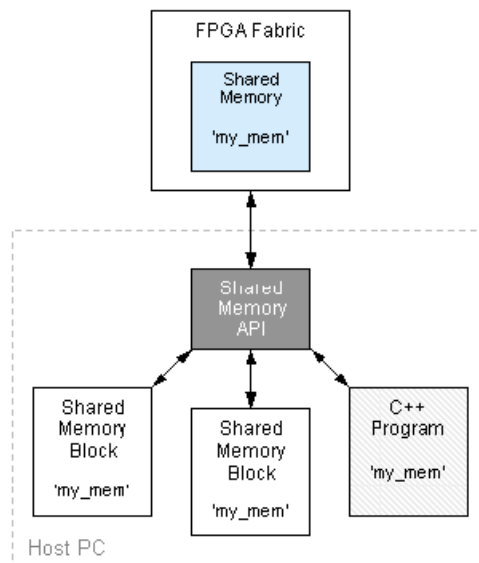 FPGA Fabric
Shared
Memory
'my_mem'
Shared
Memory
API
Shared
Memory
Block
'my_mem'
Shared
Memory
Block
'my_mem'
C++
Program
'my_mem'
Host PC